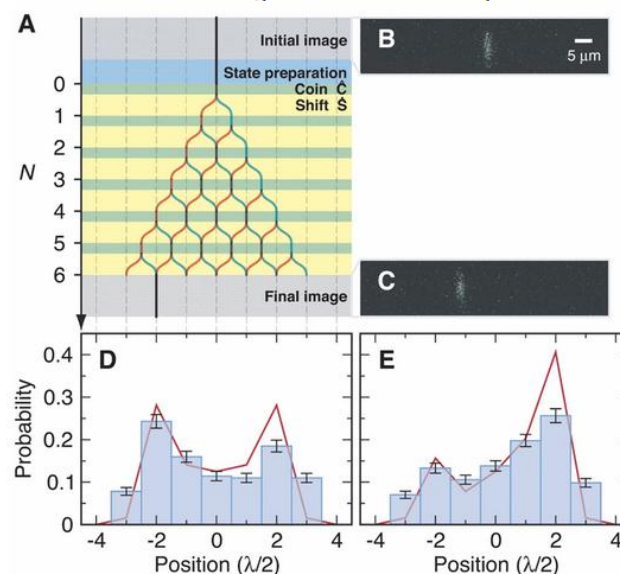 A
Initial image
B
5 μm
State preparation
Coin Ĉ
Shift Ŝ
0
1
2
N
3
4
5
6
C
Final image
D
E
0.4
0.3
0.2
0.1
0
Probability
-4 -2 0 2 4
-4 -2 0 2 4
Position (λ/2)
Position (λ/2)